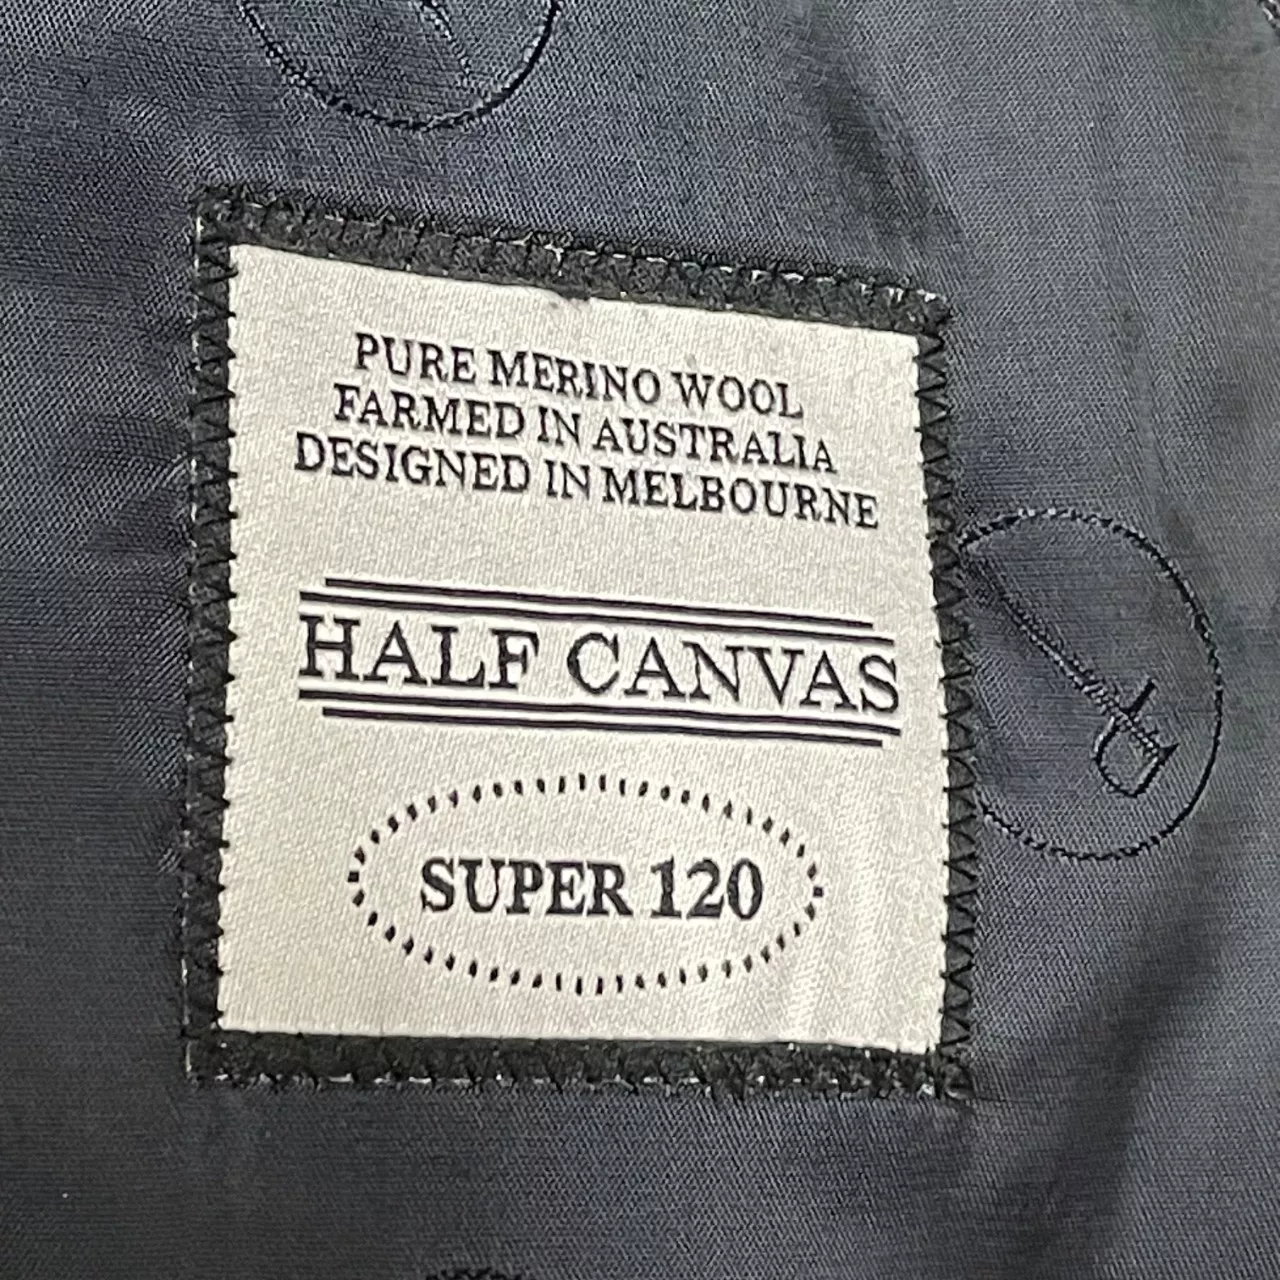 PURE MERINO WOOL
FARMED IN AUSTRALIA
DESIGNED IN MELBOURNE
HALF CANVAS
SUPER 120